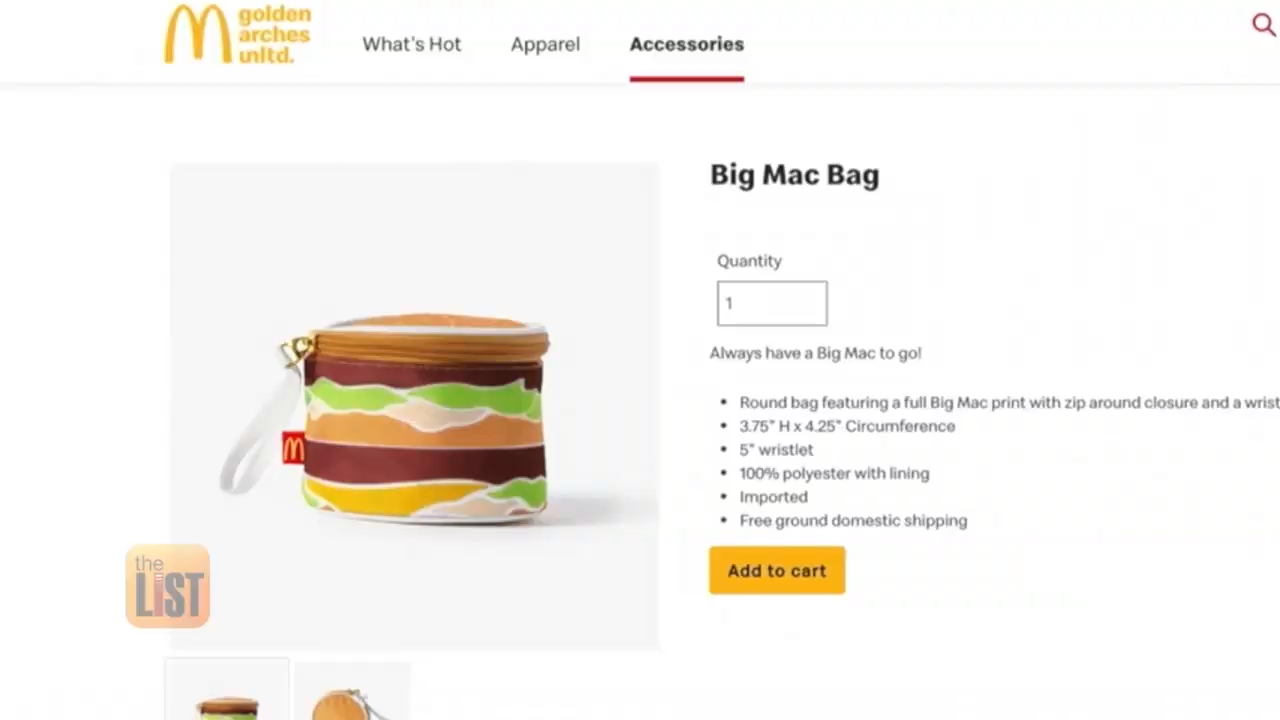 golden
arches
unltd.
What's Hot
Apparel
Accessories
Big Mac Bag
Quantity
1
Always have a Big Mac to go!
• Round bag featuring a full Big Mac print with zip around closure and a wrist
• 3.75" H x 4.25" Circumference
• 5" wristlet
• 100% polyester with lining
• Imported
• Free ground domestic shipping
Add to cart
the
LiST